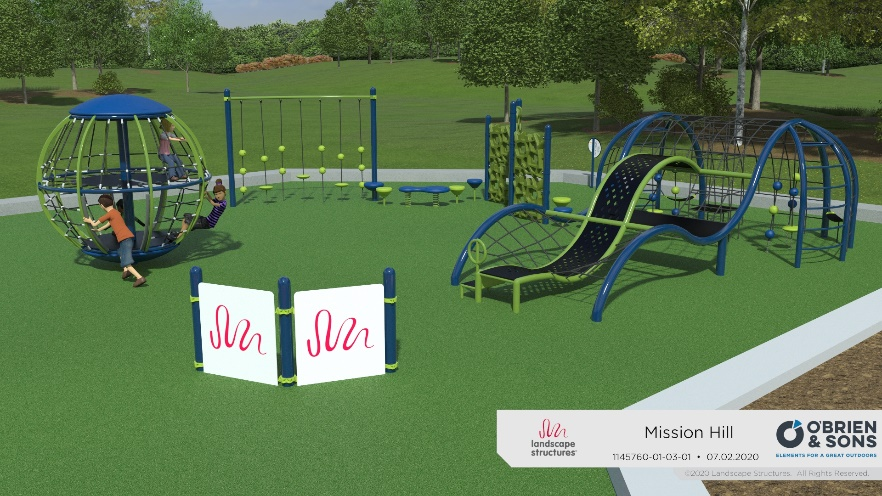 landscape
structures
Mission Hill
1145760-01-03-01 • 07.02.2020
O'BRIEN
& SONS
ELEMENTS FOR A GREAT OUTDOORS
©2020 Landscape Structures. All Rights Reserved.